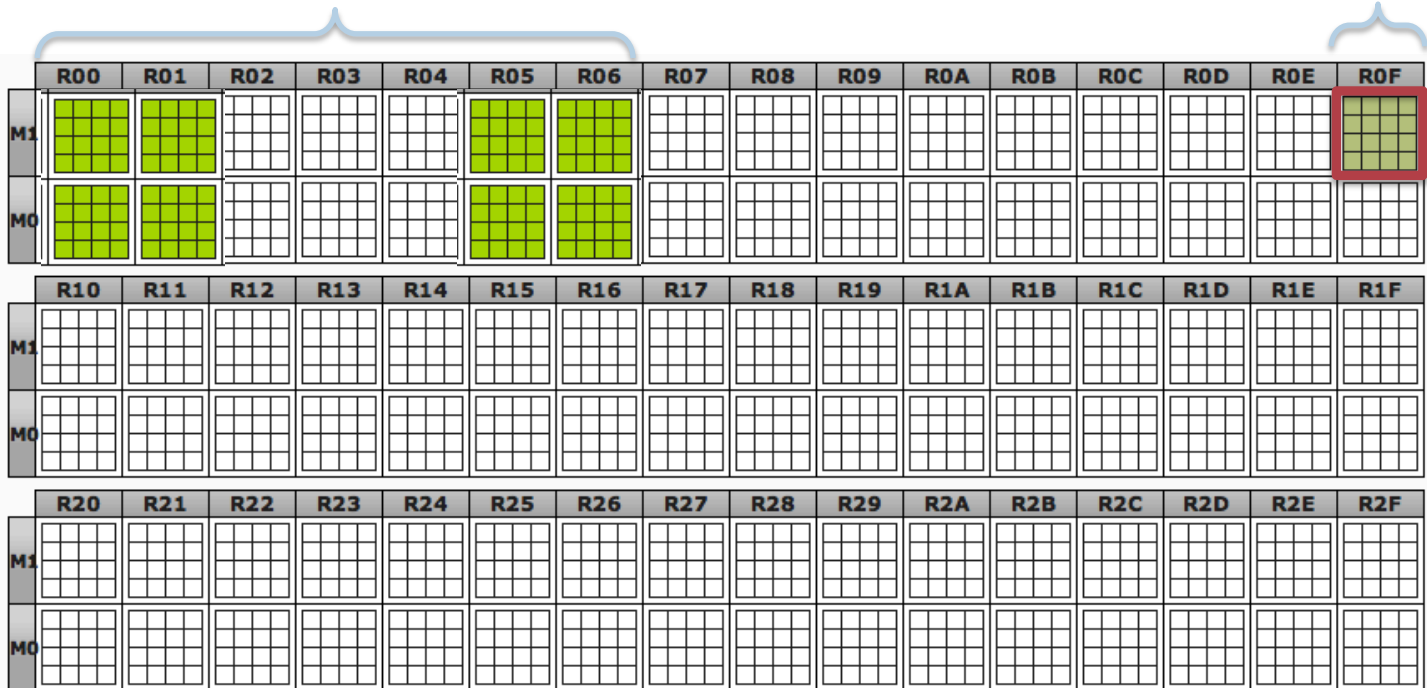 R00 R01 R02 R03 R04 R05 R06 R07 R08 R09 R0A R0B R0C R0D R0E R0F
M1
M0
R10 R11 R12 R13 R14 R15 R16 R17 R18 R19 R1A R1B R1C R1D R1E R1F
M1
M0
R20 R21 R22 R23 R24 R25 R26 R27 R28 R29 R2A R2B R2C R2D R2E R2F
M1
M0